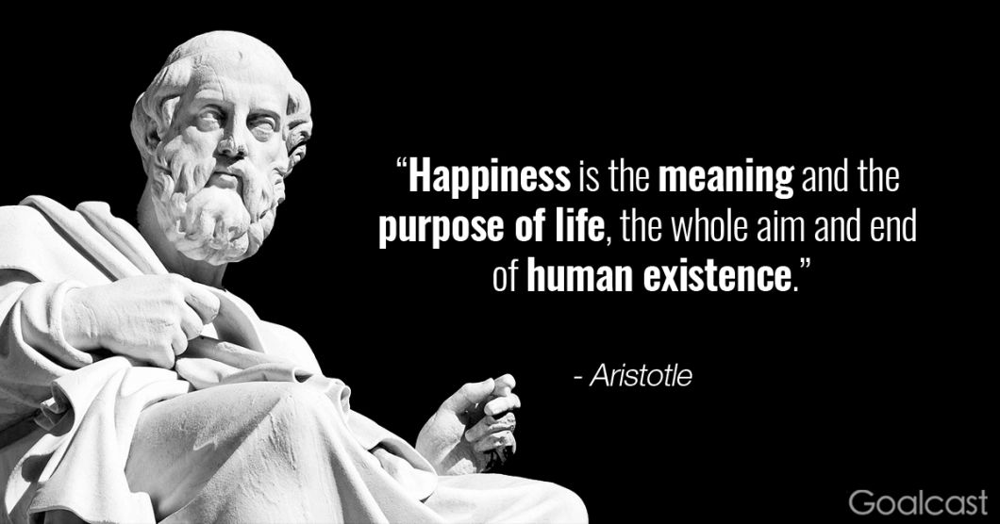 “Happiness is the meaning and the
purpose of life, the whole aim and end
of human existence.”
- Aristotle
Goalcast